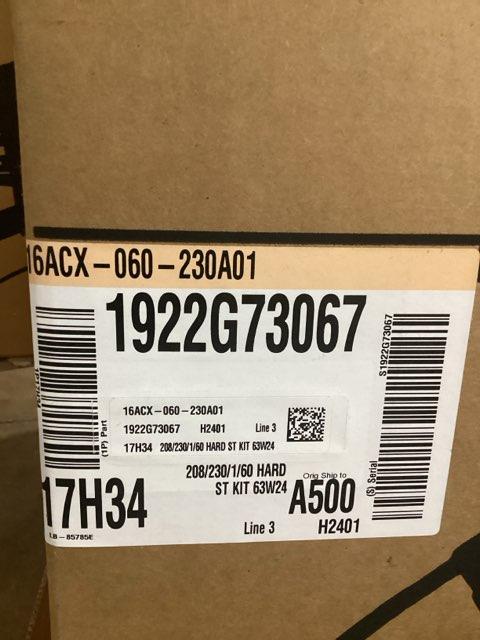 16ACX-060-230A01
1922G73067
S1922G73067
(1P) Part
16ACX-060-230A01
1922G73067 H2401 Line 3
17H34 208/230/1/60 HARD ST KIT 63W24
(S) Serial
17H34
208/230/1/60 HARD
ST KIT 63W24
Orig Ship to
A500
Line 3
H2401
LB-85785E